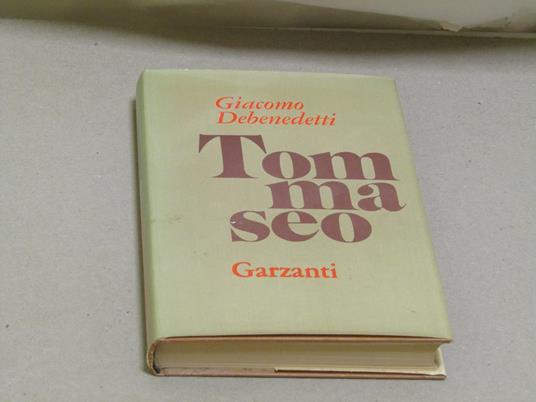 Giacomo
Debenedetti
Tom
ma
seo
Garzanti